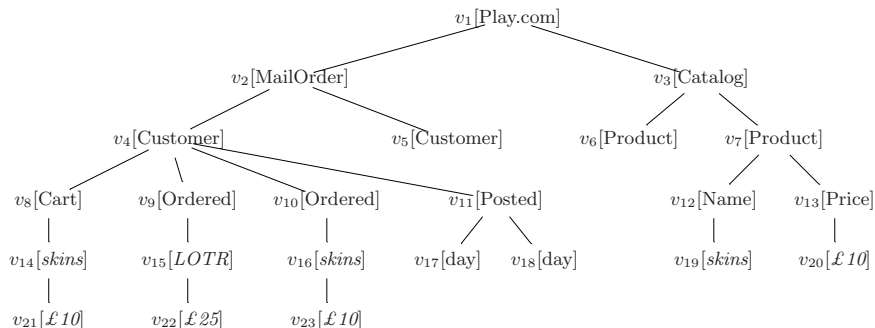 v₁[Play.com]
v₂[MailOrder] v₃[Catalog]
v₄[Customer] v₅[Customer] v₆[Product] v₇[Product]
v₈[Cart] v₉[Ordered] v₁₀[Ordered] v₁₁[Posted] v₁₂[Name] v₁₃[Price]
v₁₄[skins] v₁₅[LOTR] v₁₆[skins] v₁₇[day] v₁₈[day] v₁₉[skins] v₂₀[£10]
v₂₁[£10] v₂₂[£25] v₂₃[£10]